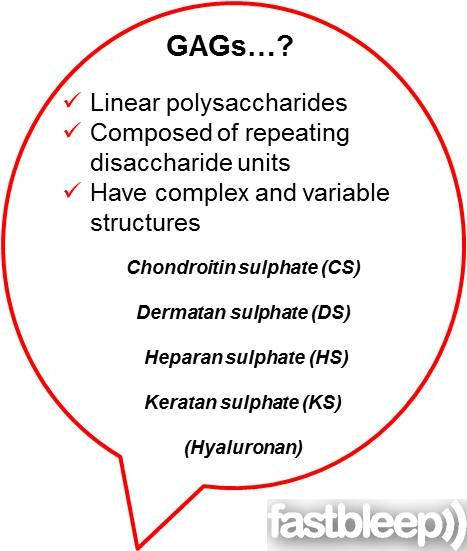 GAGs...?
✓ Linear polysaccharides
✓ Composed of repeating
disaccharide units
✓ Have complex and variable
structures
Chondroitin sulphate (CS)
Dermatan sulphate (DS)
Heparan sulphate (HS)
Keratan sulphate (KS)
(Hyaluronan)
fastbleep